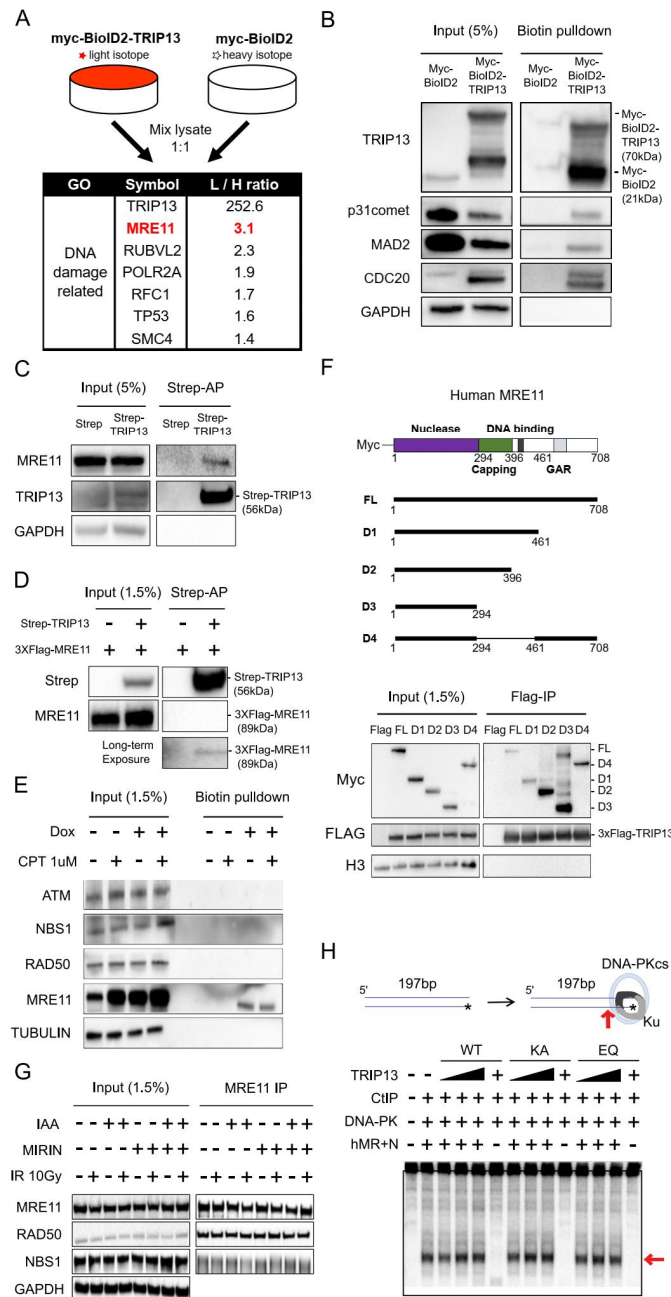 A
myc-BioID2-TRIP13
light isotope
myc-BioID2
heavy isotope
Mix lysate
1:1
GO Symbol L / H ratio
DNA damage related
TRIP13 252.6
MRE11 3.1
RUBVL2 2.3
POLR2A 1.9
RFC1 1.7
TP53 1.6
SMC4 1.4
B
Input (5%) Biotin pulldown
Myc-BioID2 Myc-BioID2-TRIP13 Myc-BioID2 Myc-BioID2-TRIP13
TRIP13
Myc-BioID2-TRIP13 (70kDa)
Myc-BioID2 (21kDa)
p31comet
MAD2
CDC20
GAPDH
C
Input (5%) Strep-AP
Strep Strep-TRIP13 Strep Strep-TRIP13
MRE11
TRIP13
Strep-TRIP13 (56kDa)
GAPDH
D
Input (1.5%) Strep-AP
Strep-TRIP13 - + - +
3XFlag-MRE11 + + + +
Strep
Strep-TRIP13 (56kDa)
MRE11
3XFlag-MRE11 (89kDa)
Long-term Exposure
3XFlag-MRE11 (89kDa)
E
Input (1.5%) Biotin pulldown
Dox - - + + - - + +
CPT 1uM - + - + - + - +
ATM
NBS1
RAD50
MRE11
TUBULIN
F
Human MRE11
Nuclease DNA binding
Myc
1 294 396 461 708
Capping GAR
FL
1 708
D1
1 461
D2
1 396
D3
1 294
D4
1 294 461 708
Input (1.5%) Flag-IP
Flag FL D1 D2 D3 D4 Flag FL D1 D2 D3 D4
Myc
FL
D4
D1
D2
D3
FLAG
3xFlag-TRIP13
H3
G
Input (1.5%) MRE11 IP
IAA - - + + - - + + - - + + - - + +
MIRIN - - - - + + + + - - - - + + + +
IR 10Gy - + - + - + - + - + - + - + - +
MRE11
RAD50
NBS1
GAPDH
H
DNA-PKcs
5' 197bp
*
5' 197bp
*
Ku
WT KA EQ
TRIP13 - - + + +
CtIP - + + + + + + + + + + + + +
DNA-PK + + + + + + + + + + + + + +
hMR+N - + + + + - + + + - + + + -